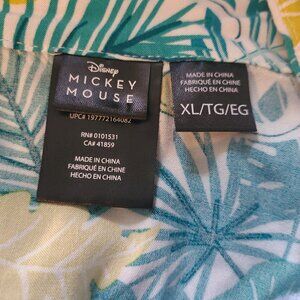 Disney
MICKEY
MOUSE
UPC# 197772164082
RN# 0101531
CA# 41859
MADE IN CHINA
FABRIQUÉ EN CHINE
HECHO EN CHINA
MADE IN CHINA
FABRIQUÉ EN CHINE
HECHO EN CHINA
XL/TG/EG